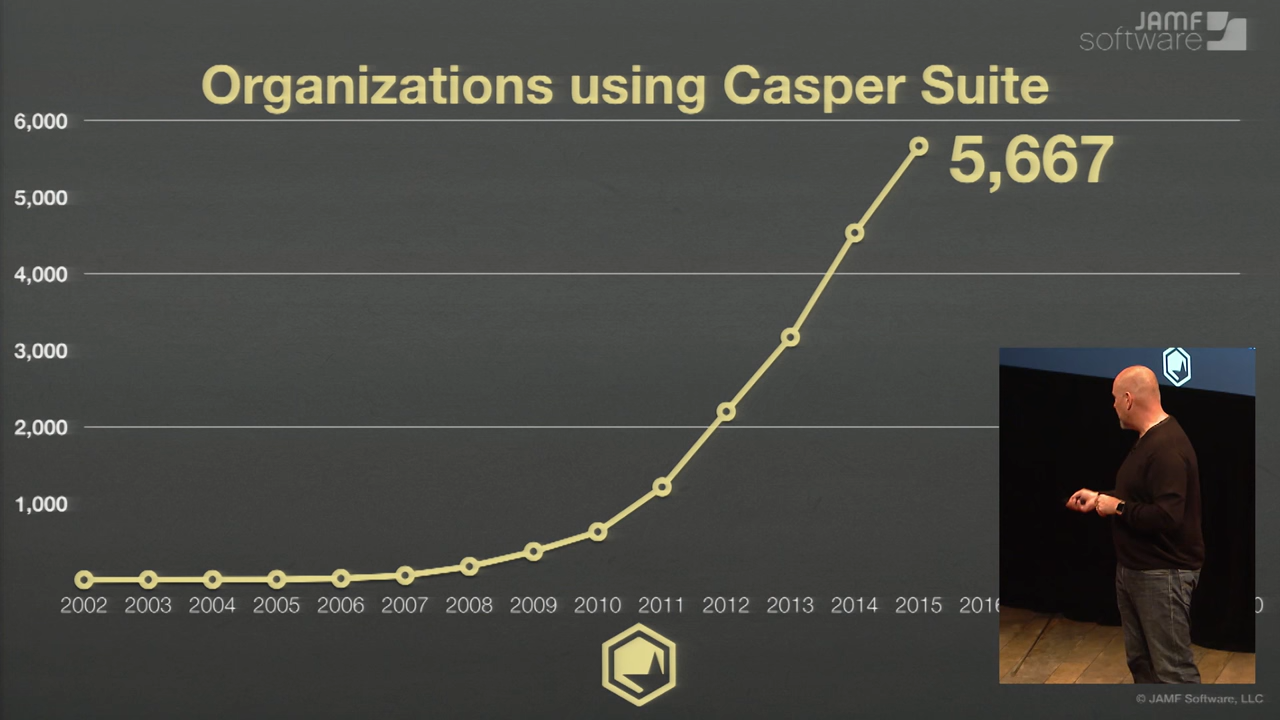 JAMF
software
Organizations using Casper Suite
6,000
5,667
5,000
4,000
3,000
2,000
1,000
2002 2003 2004 2005 2006 2007 2008 2009 2010 2011 2012 2013 2014 2015
© JAMF Software, LLC